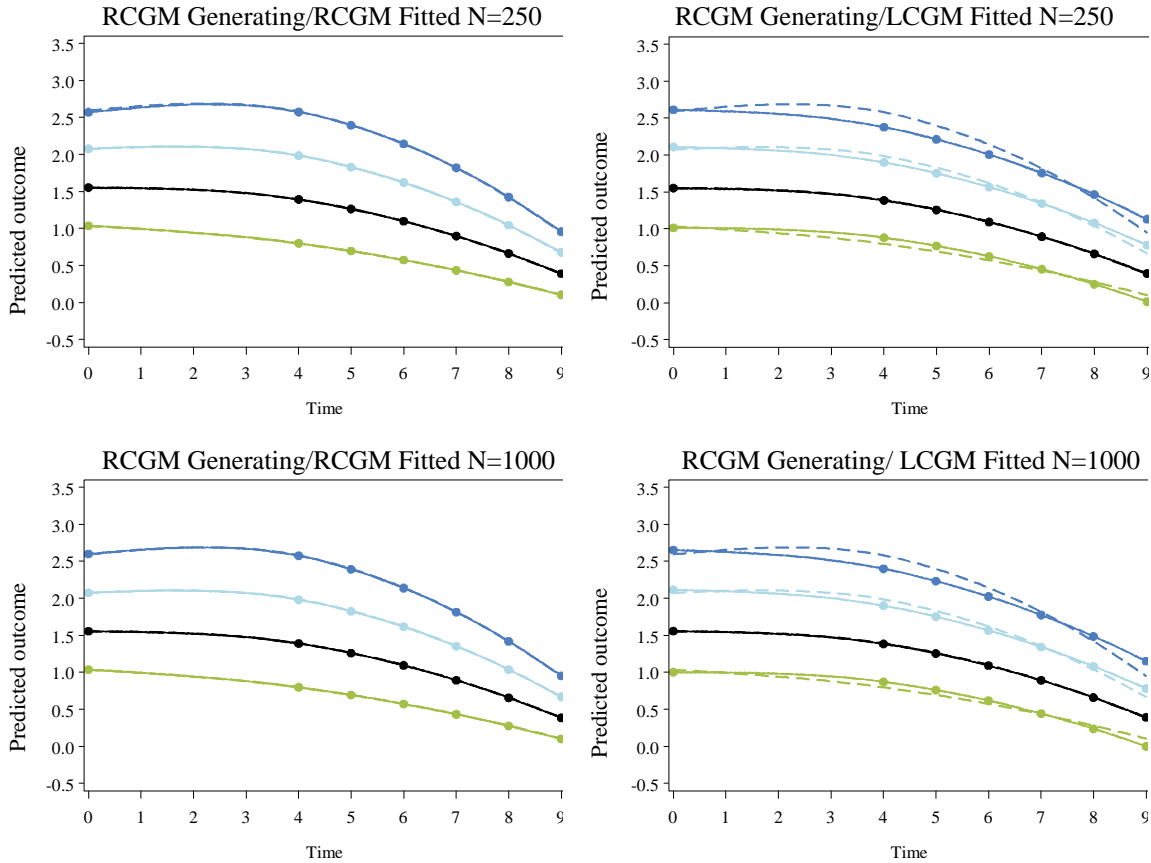 RCGM Generating/RCGM Fitted N=250
3.5
3.0
2.5
2.0
1.5
1.0
0.5
0.0
-0.5
Predicted outcome
0 1 2 3 4 5 6 7 8 9
Time
RCGM Generating/LCGM Fitted N=250
3.5
3.0
2.5
2.0
1.5
1.0
0.5
0.0
-0.5
Predicted outcome
0 1 2 3 4 5 6 7 8 9
Time
RCGM Generating/RCGM Fitted N=1000
3.5
3.0
2.5
2.0
1.5
1.0
0.5
0.0
-0.5
Predicted outcome
0 1 2 3 4 5 6 7 8 9
Time
RCGM Generating/ LCGM Fitted N=1000
3.5
3.0
2.5
2.0
1.5
1.0
0.5
0.0
-0.5
Predicted outcome
0 1 2 3 4 5 6 7 8 9
Time